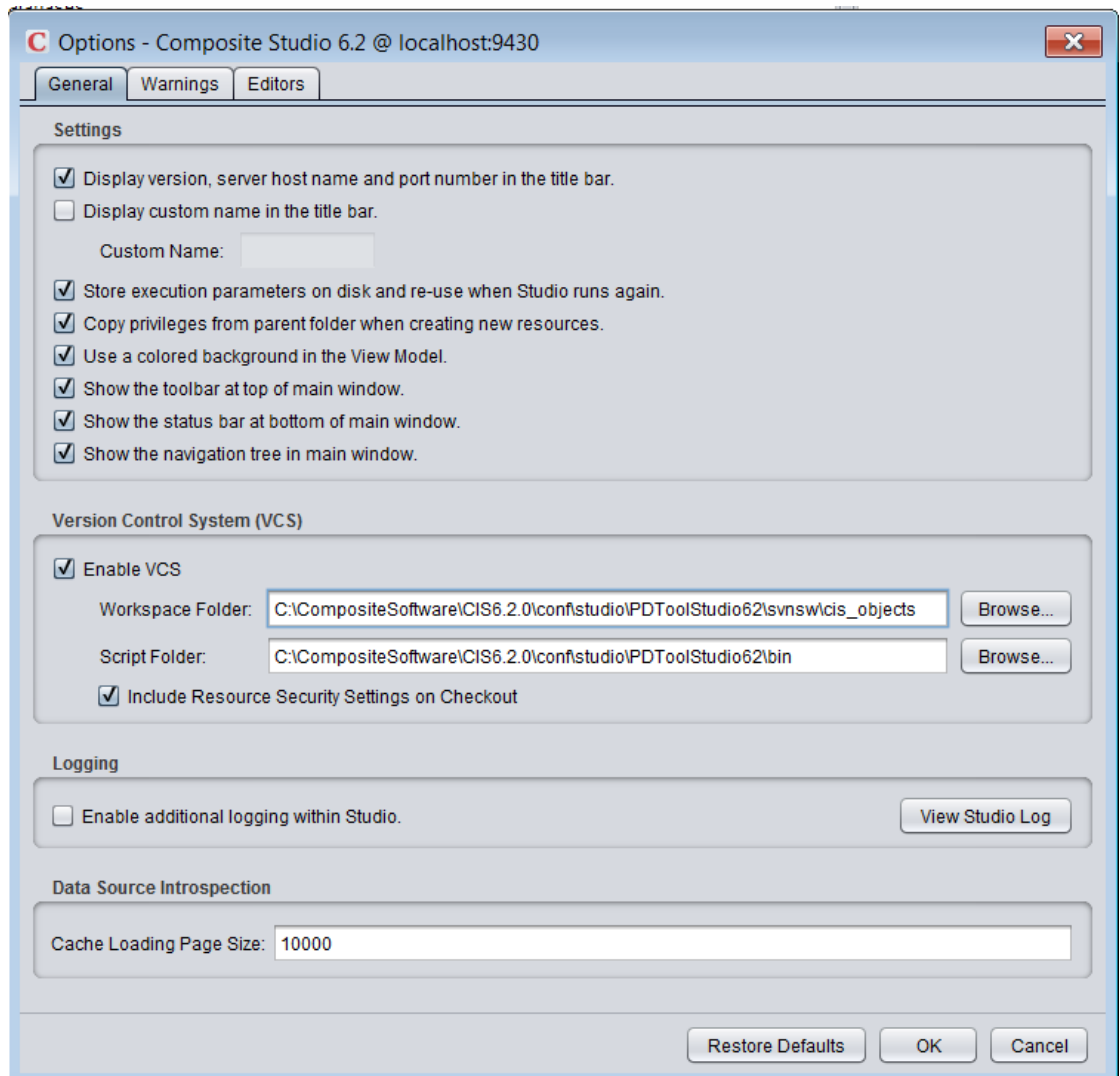 C Options - Composite Studio 6.2 @ localhost:9430
General Warnings Editors
Settings
Display version, server host name and port number in the title bar.
Display custom name in the title bar.
Custom Name:
Store execution parameters on disk and re-use when Studio runs again.
Copy privileges from parent folder when creating new resources.
Use a colored background in the View Model.
Show the toolbar at top of main window.
Show the status bar at bottom of main window.
Show the navigation tree in main window.
Version Control System (VCS)
Enable VCS
Workspace Folder: C:\CompositeSoftware\CIS6.2.0\conf\studio\PDToolStudio62\svnsw\cis_objects Browse...
Script Folder: C:\CompositeSoftware\CIS6.2.0\conf\studio\PDToolStudio62\bin Browse...
Include Resource Security Settings on Checkout
Logging
Enable additional logging within Studio. View Studio Log
Data Source Introspection
Cache Loading Page Size: 10000
Restore Defaults OK Cancel